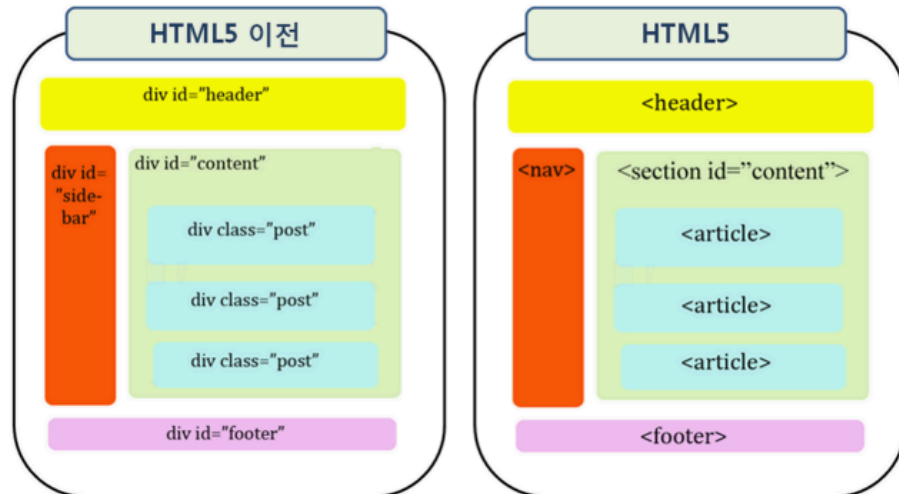 HTML5 이전
div id=”header”
div id=
”side-
bar”
div id=”content”
div class=”post”
div class=”post”
div class=”post”
div id=”footer”
HTML5
<header>
<nav>
<section id=”content”>
<article>
<article>
<article>
<footer>